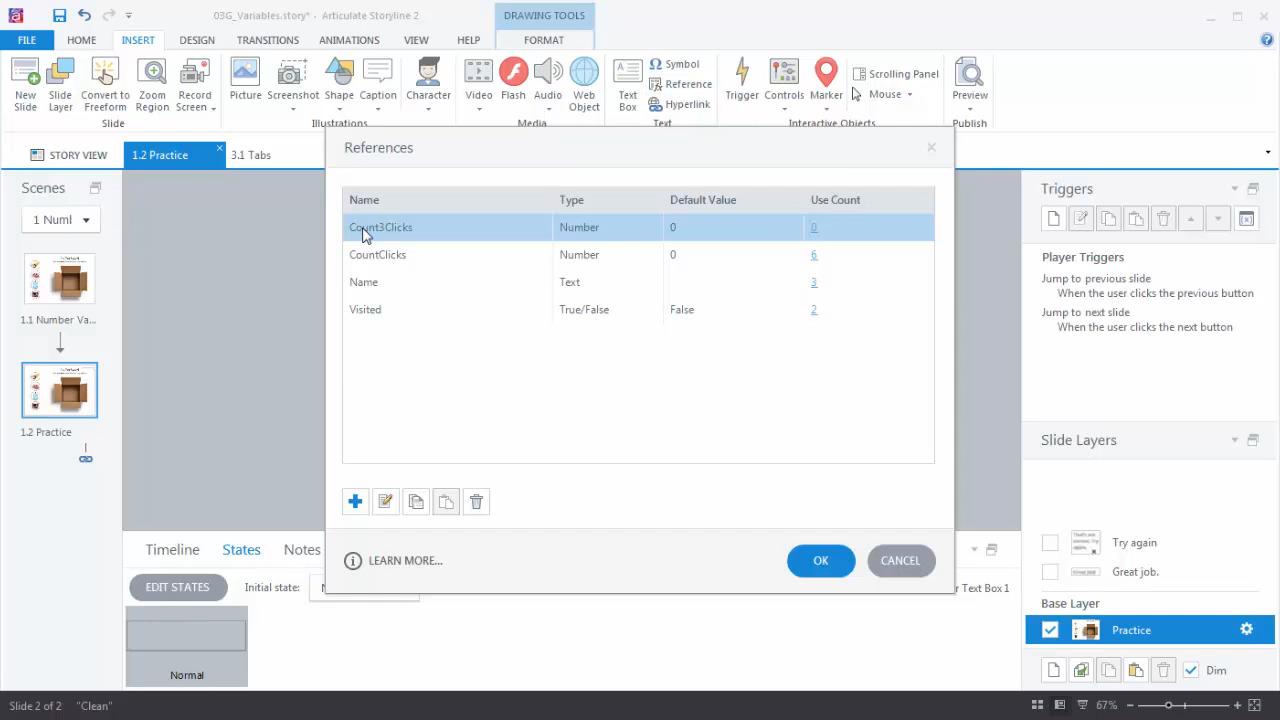 03G_Variables.story* - Articulate Storyline 2
DRAWING TOOLS
FILE HOME INSERT DESIGN TRANSITIONS ANIMATIONS VIEW HELP FORMAT
New Slide
Slide Layer
Convert to Freeform
Zoom Region
Record Screen
Slide
Picture
Screenshot
Shape
Caption
Character
Illustrations
Video
Flash
Audio
Web Object
Media
Text Box
Symbol
Reference
Hyperlink
Text
Trigger
Controls
Marker
Scrolling Panel
Mouse
Interactive Objects
Preview
Publish
STORY VIEW
1.2 Practice
3.1 Tabs
Scenes
1 Numl
1.1 Number Va...
1.2 Practice
References
Name Type Default Value Use Count
Count3Clicks Number 0 0
CountClicks Number 0 6
Name Text 3
Visited True/False False 2
LEARN MORE...
OK
CANCEL
Triggers
Player Triggers
Jump to previous slide
When the user clicks the previous button
Jump to next slide
When the user clicks the next button
Slide Layers
Try again
Great job.
Base Layer
Practice
Dim
Timeline
States
Notes
EDIT STATES
Initial state:
Text Box 1
Normal
Slide 2 of 2
"Clean"
67%